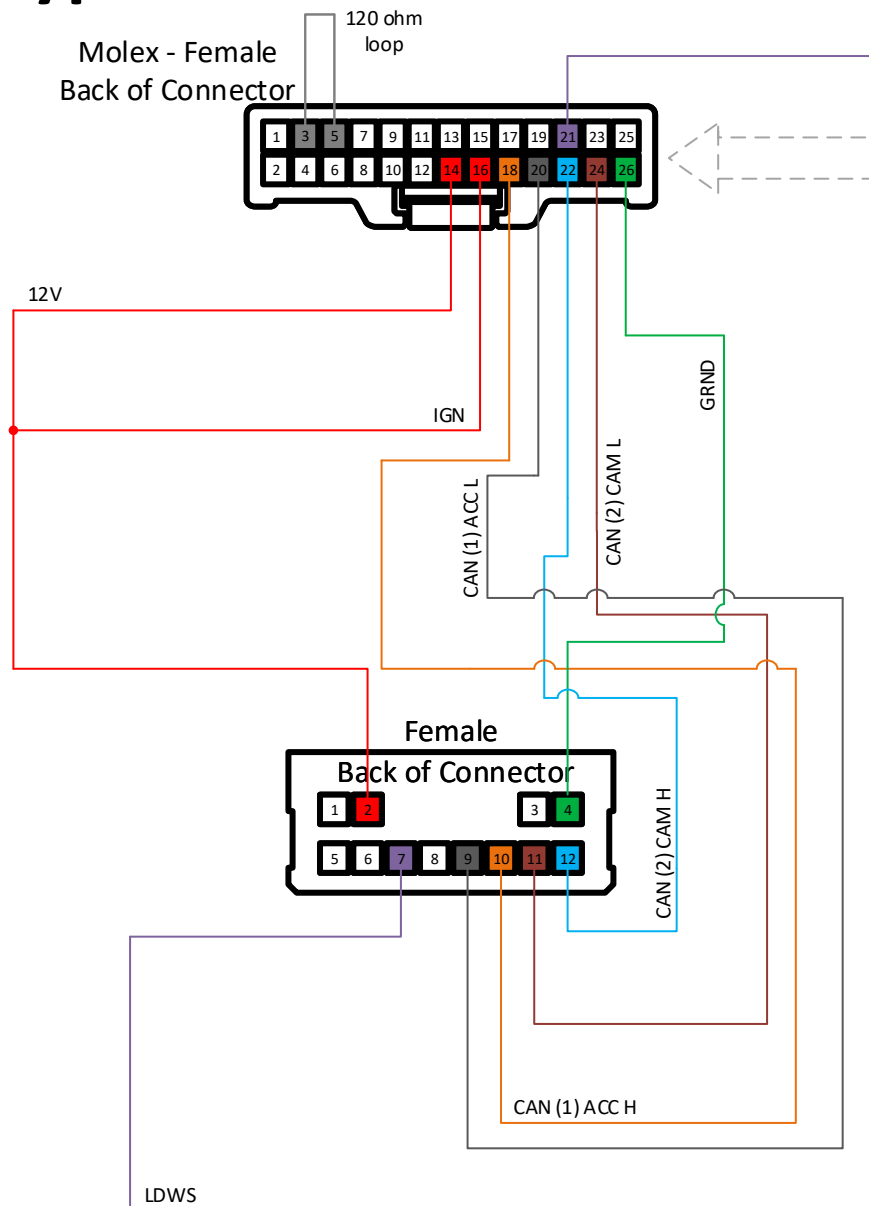 120 ohm
loop
Molex - Female
Back of Connector
1 3 5 7 9 11 13 15 17 19 21 23 25
2 4 6 8 10 12 14 16 18 20 22 24 26
12V
IGN
GRND
CAN (1) ACC L
CAN (2) CAM L
Female
Back of Connector
1 2 3 4
5 6 7 8 9 10 11 12
CAN (2) CAM H
CAN (1) ACC H
LDWS